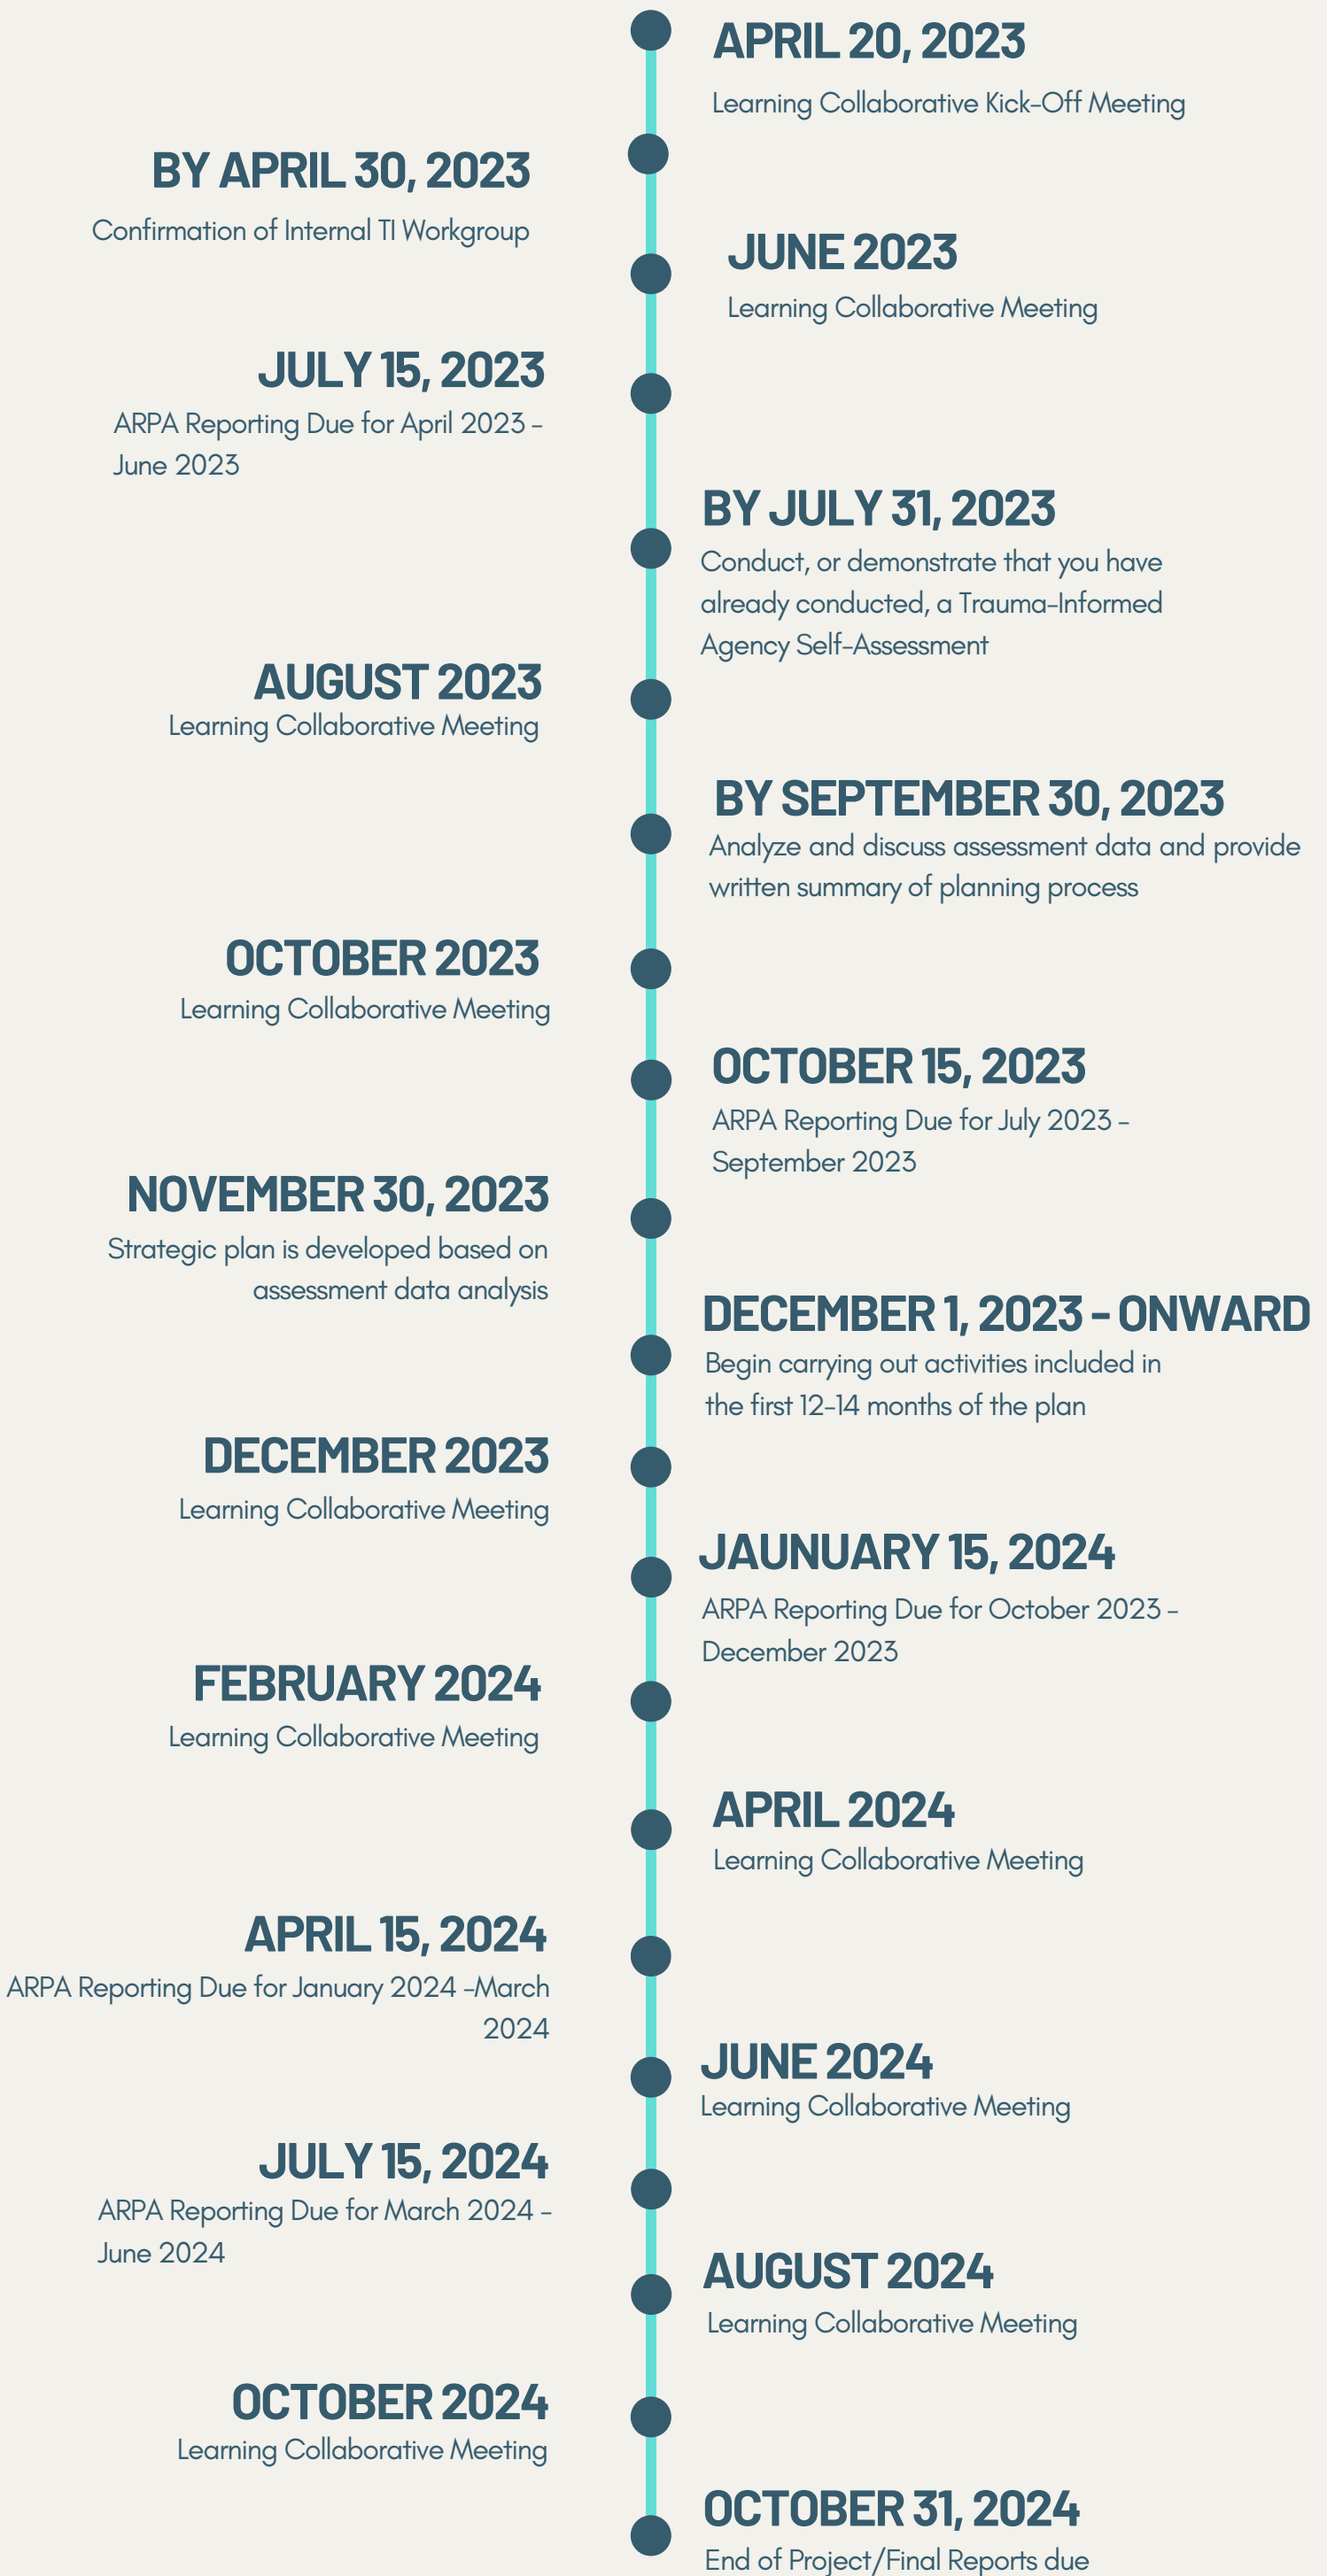 APRIL 20, 2023
Learning Collaborative Kick-Off Meeting
BY APRIL 30, 2023
Confirmation of Internal TI Workgroup
JUNE 2023
Learning Collaborative Meeting
JULY 15, 2023
ARPA Reporting Due for April 2023 -
June 2023
BY JULY 31, 2023
Conduct, or demonstrate that you have
already conducted, a Trauma-Informed
Agency Self-Assessment
AUGUST 2023
Learning Collaborative Meeting
BY SEPTEMBER 30, 2023
Analyze and discuss assessment data and provide
written summary of planning process
OCTOBER 2023
Learning Collaborative Meeting
OCTOBER 15, 2023
ARPA Reporting Due for July 2023 -
September 2023
NOVEMBER 30, 2023
Strategic plan is developed based on
assessment data analysis
DECEMBER 1, 2023 - ONWARD
Begin carrying out activities included in
the first 12-14 months of the plan
DECEMBER 2023
Learning Collaborative Meeting
JAUNUARY 15, 2024
ARPA Reporting Due for October 2023 -
December 2023
FEBRUARY 2024
Learning Collaborative Meeting
APRIL 2024
Learning Collaborative Meeting
APRIL 15, 2024
ARPA Reporting Due for January 2024 -March
2024
JUNE 2024
Learning Collaborative Meeting
JULY 15, 2024
ARPA Reporting Due for March 2024 -
June 2024
AUGUST 2024
Learning Collaborative Meeting
OCTOBER 2024
Learning Collaborative Meeting
OCTOBER 31, 2024
End of Project/Final Reports due